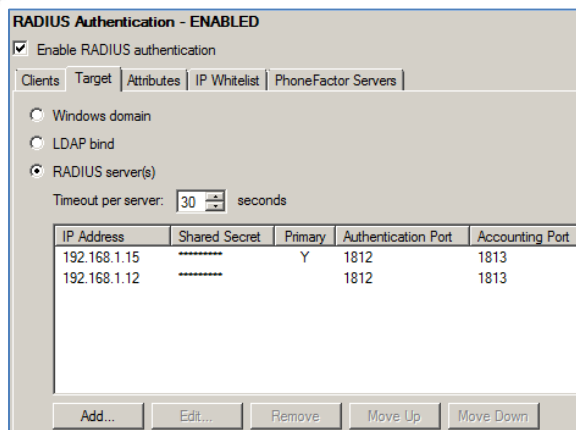 RADIUS Authentication - ENABLED
Enable RADIUS authentication
Clients Target Attributes IP Whitelist PhoneFactor Servers
Windows domain
LDAP bind
RADIUS server(s)
Timeout per server: 30 seconds
IP Address Shared Secret Primary Authentication Port Accounting Port
192.168.1.15 ********* Y 1812 1813
192.168.1.12 ********* 1812 1813
Add... Edit... Remove Move Up Move Down